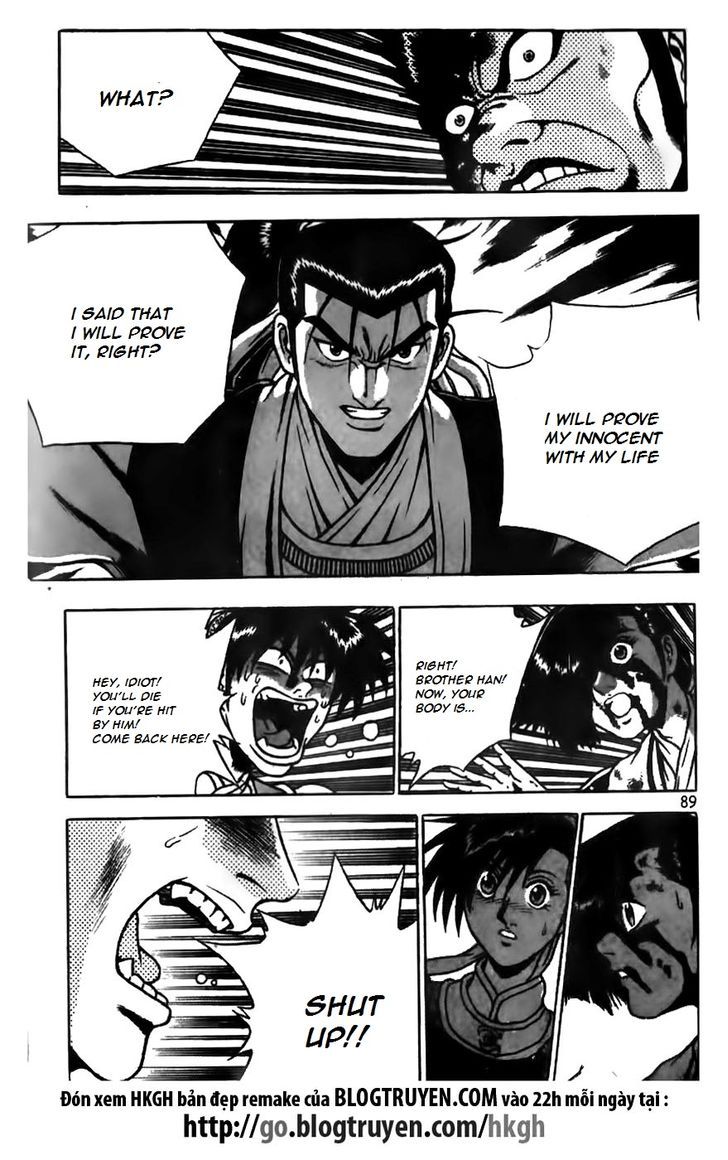 WHAT?
I SAID THAT
I WILL PROVE
IT, RIGHT?
I WILL PROVE
MY INNOCENT
WITH MY LIFE
HEY, IDIOT!
YOU'LL DIE
IF YOU'RE HIT
BY HIM!
COME BACK HERE!
RIGHT!
BROTHER HAN!
NOW, YOUR
BODY IS...
89
SHUT
UP!!
Đón xem HKGH bản đẹp remake của BLOGTRUYEN.COM vào 22h mỗi ngày tại :
http://go.blogtruyen.com/hkgh